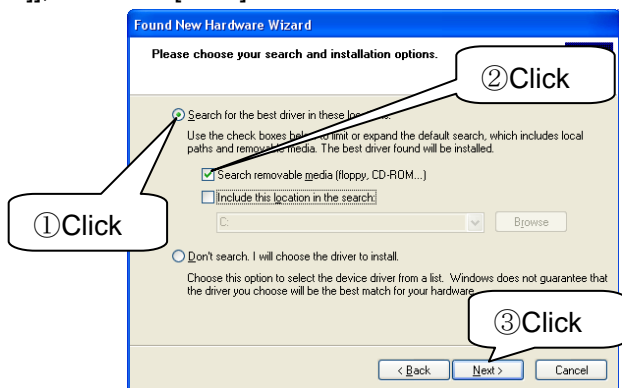 Found New Hardware Wizard
Please choose your search and installation options.
②Click
Search for the best driver in these
Use the check boxes to limit or expand the default search, which includes local
paths and removable media. The best driver found will be installed.
Search removable media (floppy, CD-ROM...)
Include this location in the search:
①Click
C:
Browse
Don't search. I will choose the driver to install.
Choose this option to select the device driver from a list. Windows does not guarantee that
the driver you choose will be the best match for your hardware.
③Click
< Back
Next >
Cancel